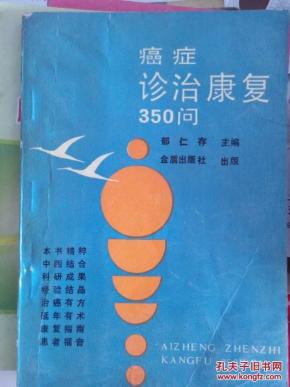 癌症
诊治康复
350问
郁仁存 主编
金盾出版社 出版
本书精粹
中西结合
科研成果
经验结晶
治癌有方
延年有术
康复指南
患者福音
AIZHENG ZHENZHI
KANGFU